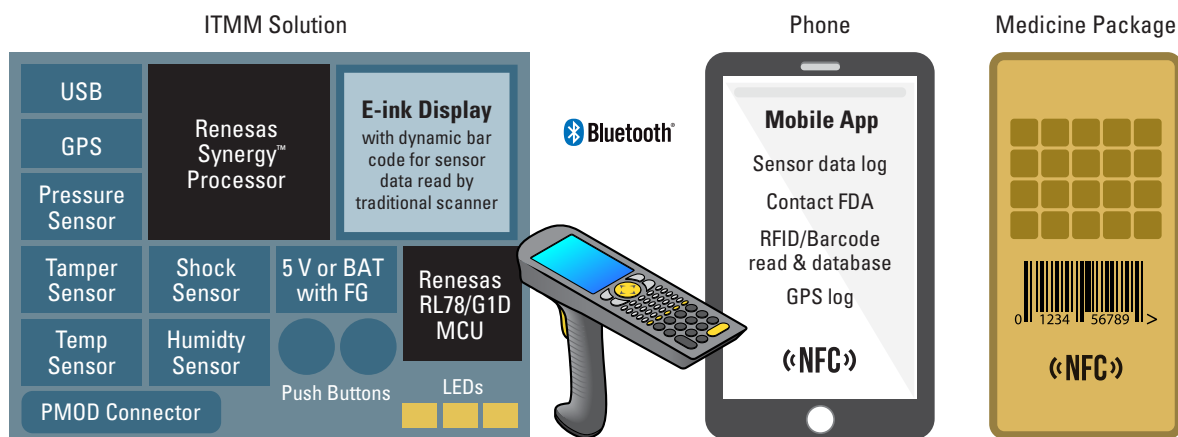 ITMM Solution
USB
GPS
Pressure
Sensor
Tamper
Sensor
Temp
Sensor
PMOD Connector
Renesas
Synergy™
Processor
E-ink Display
with dynamic bar
code for sensor
data read by
traditional scanner
Shock
Sensor
Humidty
Sensor
5 V or BAT
with FG
Push Buttons
Renesas
RL78/G1D
MCU
LEDs
Bluetooth®
Phone
Mobile App
Sensor data log
Contact FDA
RFID/Barcode
read & database
GPS log
NFC
Medicine Package
0 1234 56789 >
NFC